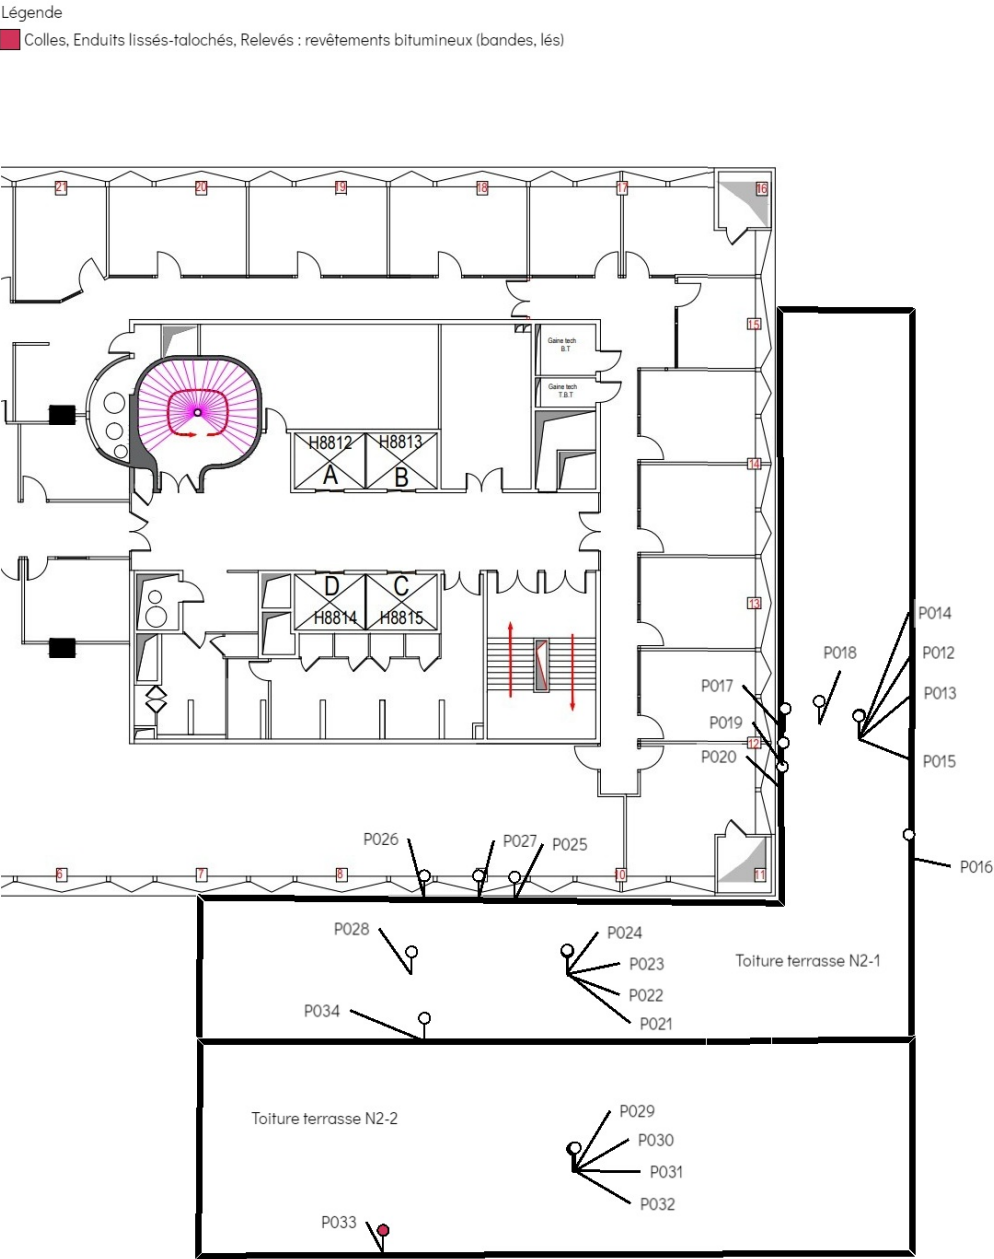 Légende
Colles, Enduits lissés-talochés, Relevés : revêtements bitumineux (bandes, lés)
21
20
19
18
17
16
15
Gaine tech
B.T
Gaine tech
T.B.T
H8812
H8813
A
B
14
D
C
H8814
H8815
13
P014
P018
P012
P017
P013
P019
12
P020
P015
P026
P027
P025
P016
6
7
8
10
11
P028
P024
P023
Toiture terrasse N2-1
P022
P034
P021
Toiture terrasse N2-2
P029
P030
P031
P032
P033